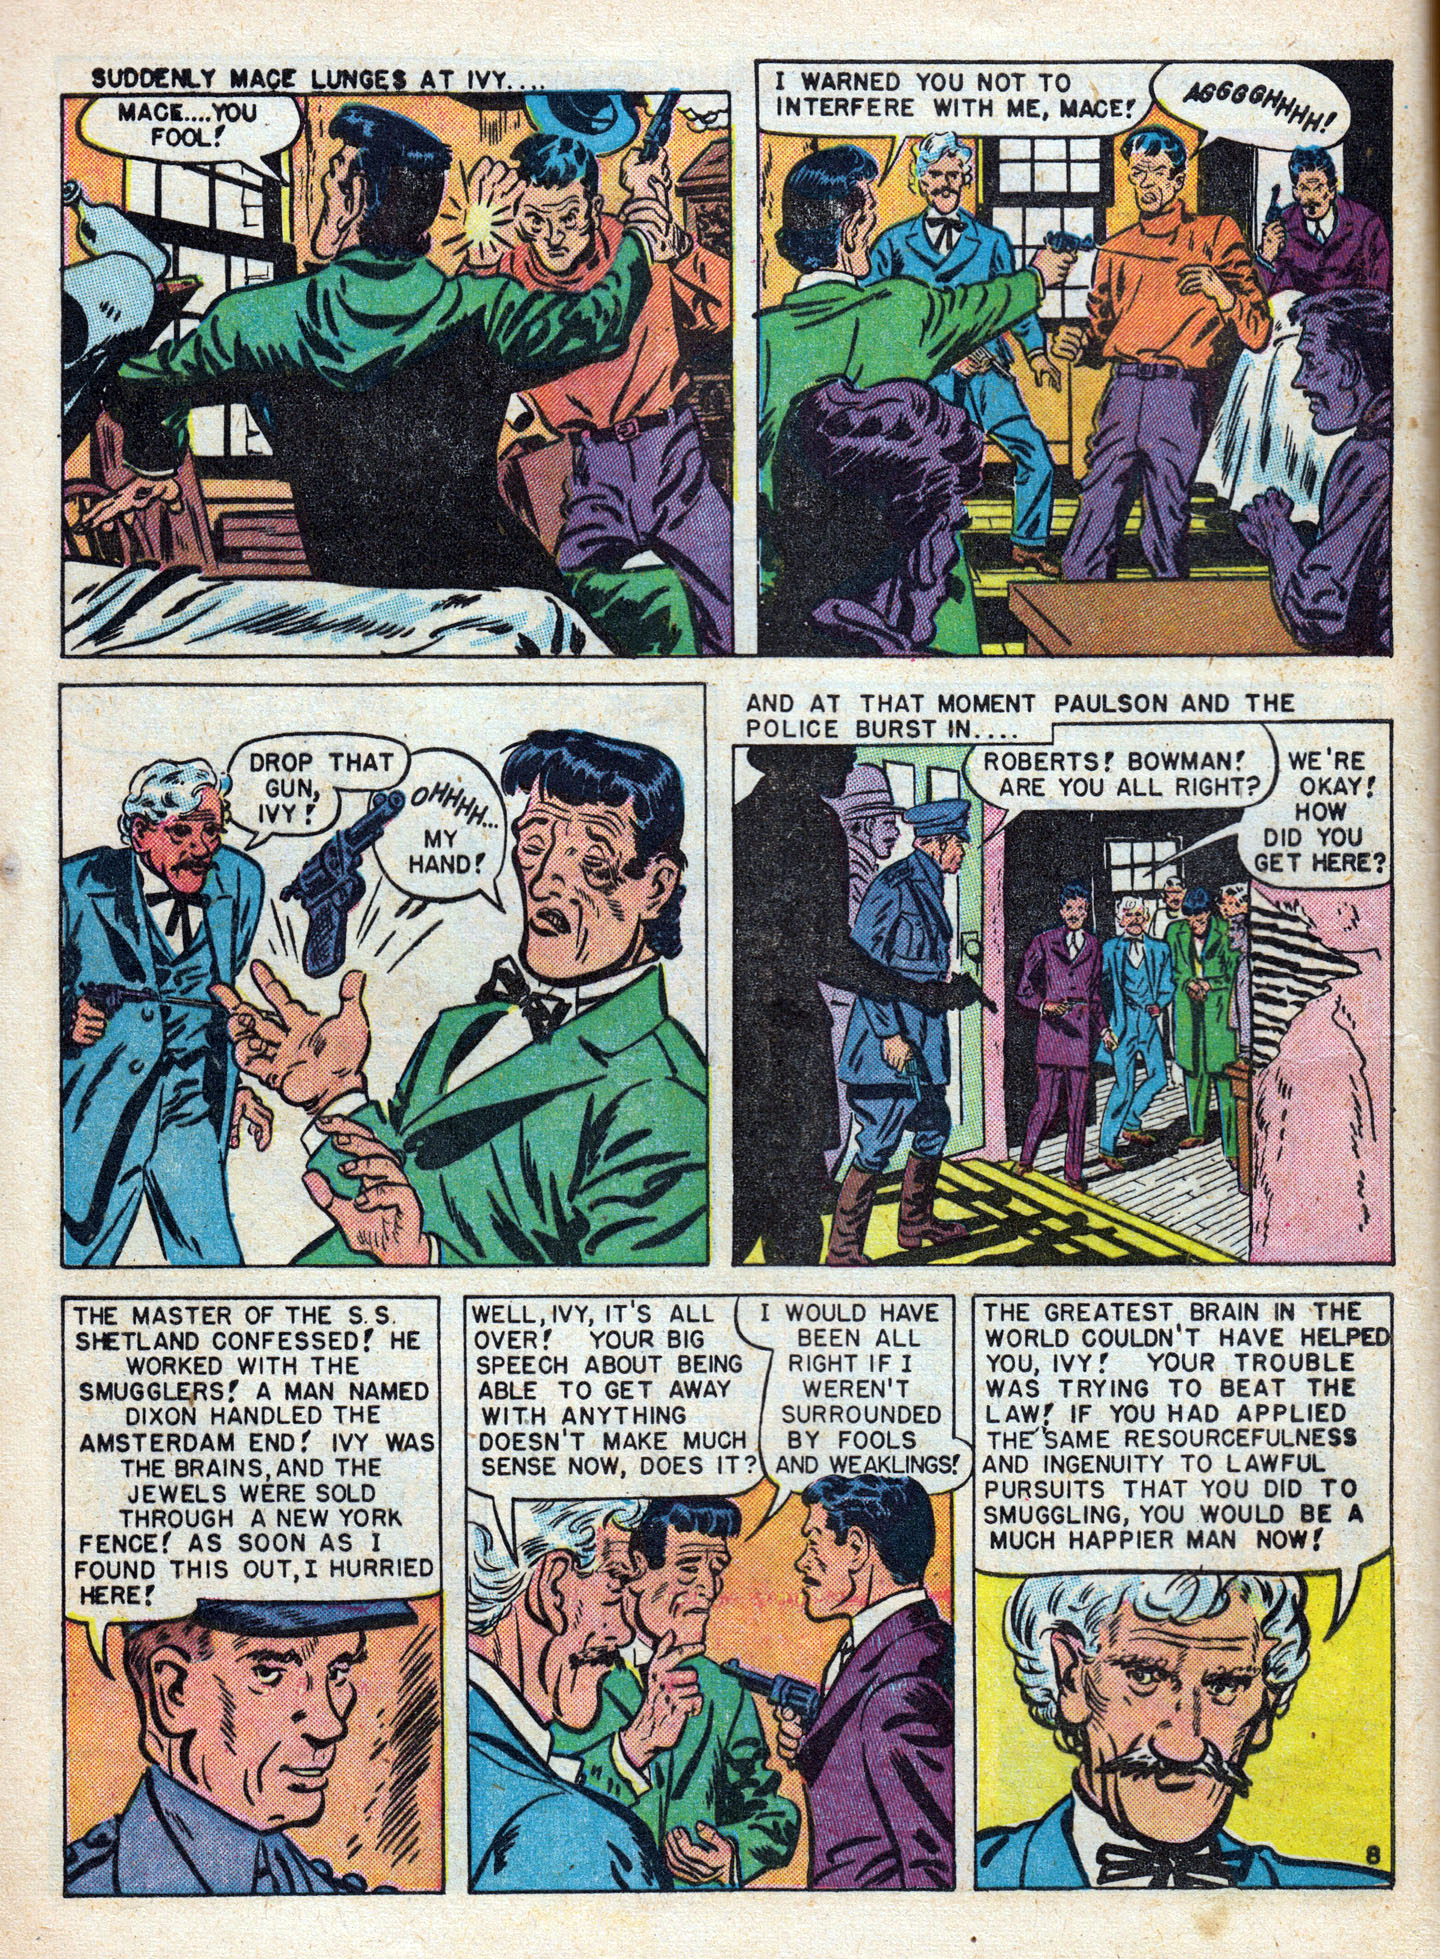 SUDDENLY MACE LUNGES AT IVY....
MACE....YOU
FOOL!
I WARNED YOU NOT TO
INTERFERE WITH ME, MACE!
AGGGGHHHH!
DROP THAT
GUN,
IVY!
OHHHH...
MY
HAND!
AND AT THAT MOMENT PAULSON AND THE
POLICE BURST IN....
ROBERTS! BOWMAN!
ARE YOU ALL RIGHT?
WE'RE
OKAY!
HOW
DID YOU
GET HERE?
THE MASTER OF THE S.S.
SHETLAND CONFESSED! HE
WORKED WITH THE
SMUGGLERS! A MAN NAMED
DIXON HANDLED THE
AMSTERDAM END! IVY WAS
THE BRAINS, AND THE
JEWELS WERE SOLD
THROUGH A NEW YORK
FENCE! AS SOON AS I
FOUND THIS OUT, I HURRIED
HERE!
WELL, IVY, IT'S ALL
OVER! YOUR BIG
SPEECH ABOUT BEING
ABLE TO GET AWAY
WITH ANYTHING
DOESN'T MAKE MUCH
SENSE NOW, DOES IT?
I WOULD HAVE
BEEN ALL
RIGHT IF I
WEREN'T
SURROUNDED
BY FOOLS
AND WEAKLINGS!
THE GREATEST BRAIN IN THE
WORLD COULDN'T HAVE HELPED
YOU, IVY! YOUR TROUBLE
WAS TRYING TO BEAT THE
LAW! IF YOU HAD APPLIED
THE SAME RESOURCEFULNESS
AND INGENUITY TO LAWFUL
PURSUITS THAT YOU DID TO
SMUGGLING, YOU WOULD BE A
MUCH HAPPIER MAN NOW!
8